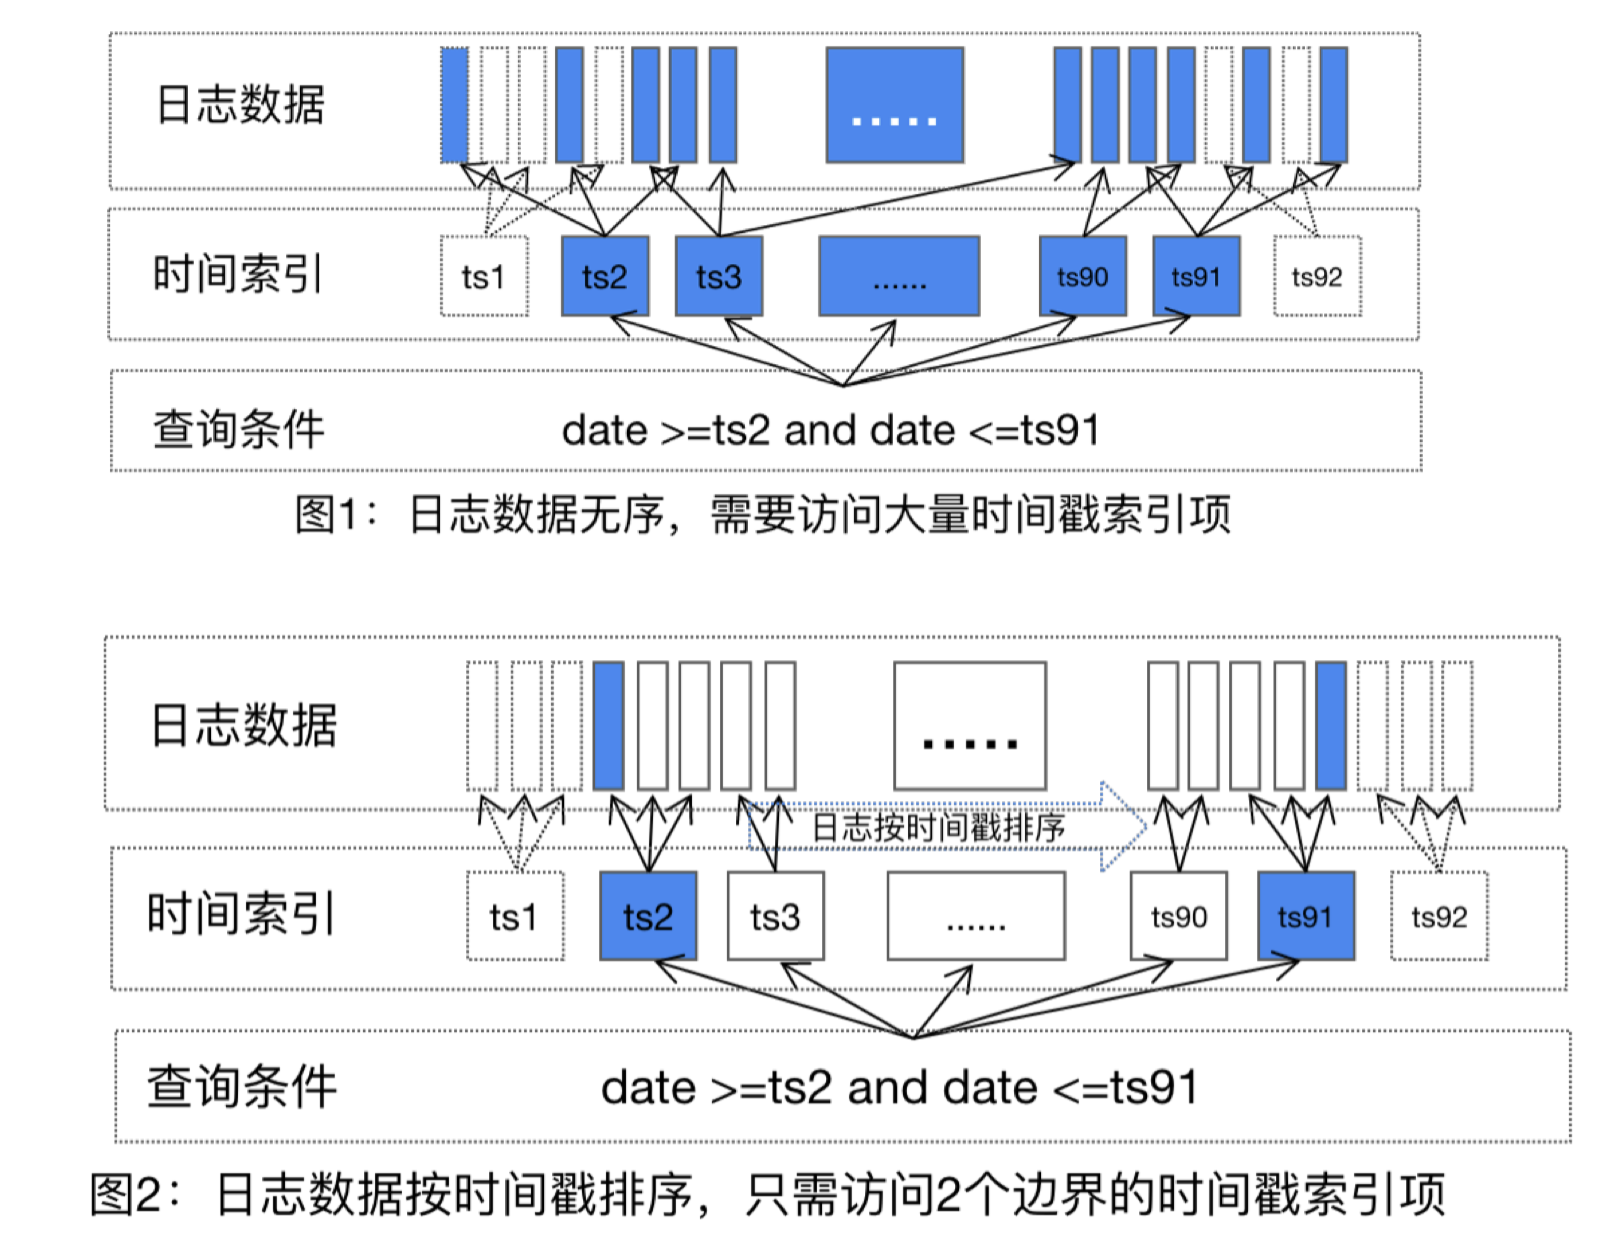 日志数据
.....
时间索引
ts1
ts2
ts3
......
ts90
ts91
ts92
查询条件
date >=ts2 and date <=ts91
图1：日志数据无序，需要访问大量时间戳索引项
日志数据
.....
日志按时间戳排序
时间索引
ts1
ts2
ts3
......
ts90
ts91
ts92
查询条件
date >=ts2 and date <=ts91
图2：日志数据按时间戳排序，只需访问2个边界的时间戳索引项